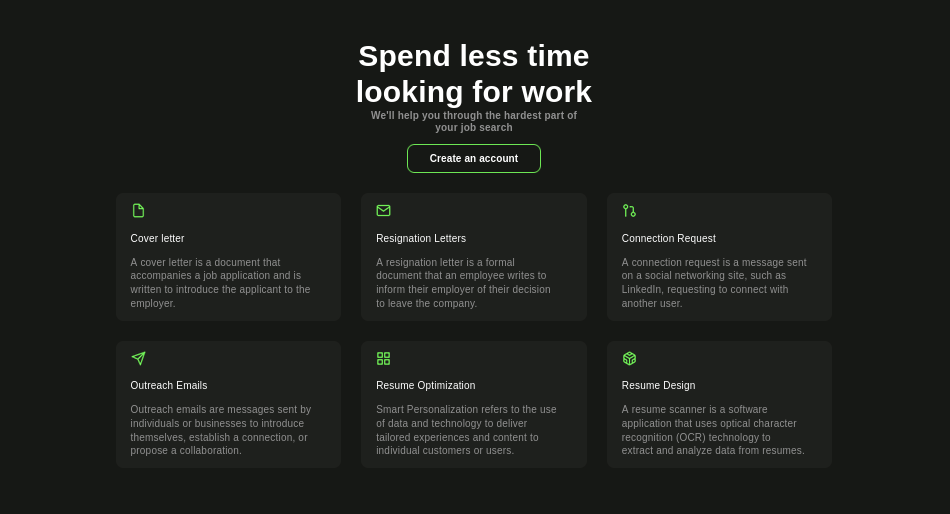 Spend less time
looking for work
We'll help you through the hardest part of
your job search
Create an account
Cover letter
A cover letter is a document that
accompanies a job application and is
written to introduce the applicant to the
employer.
Resignation Letters
A resignation letter is a formal
document that an employee writes to
inform their employer of their decision
to leave the company.
Connection Request
A connection request is a message sent
on a social networking site, such as
LinkedIn, requesting to connect with
another user.
Outreach Emails
Outreach emails are messages sent by
individuals or businesses to introduce
themselves, establish a connection, or
propose a collaboration.
Resume Optimization
Smart Personalization refers to the use
of data and technology to deliver
tailored experiences and content to
individual customers or users.
Resume Design
A resume scanner is a software
application that uses optical character
recognition (OCR) technology to
extract and analyze data from resumes.